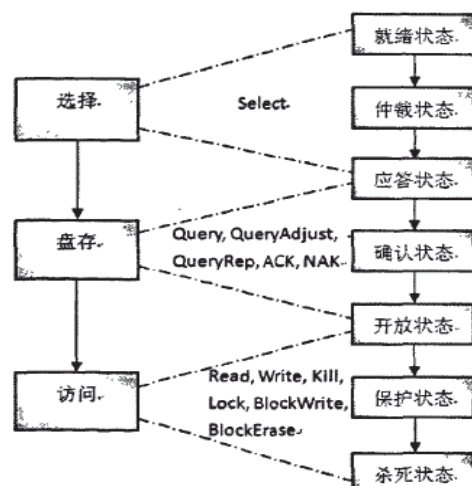 就绪状态
选择
Select
仲裁状态
应答状态
盘存
Query, QueryAdjust,
QueryRep, ACK, NAK
确认状态
开放状态
访问
Read, Write, Kill,
Lock, BlockWrite,
BlockErase
保护状态
杀死状态